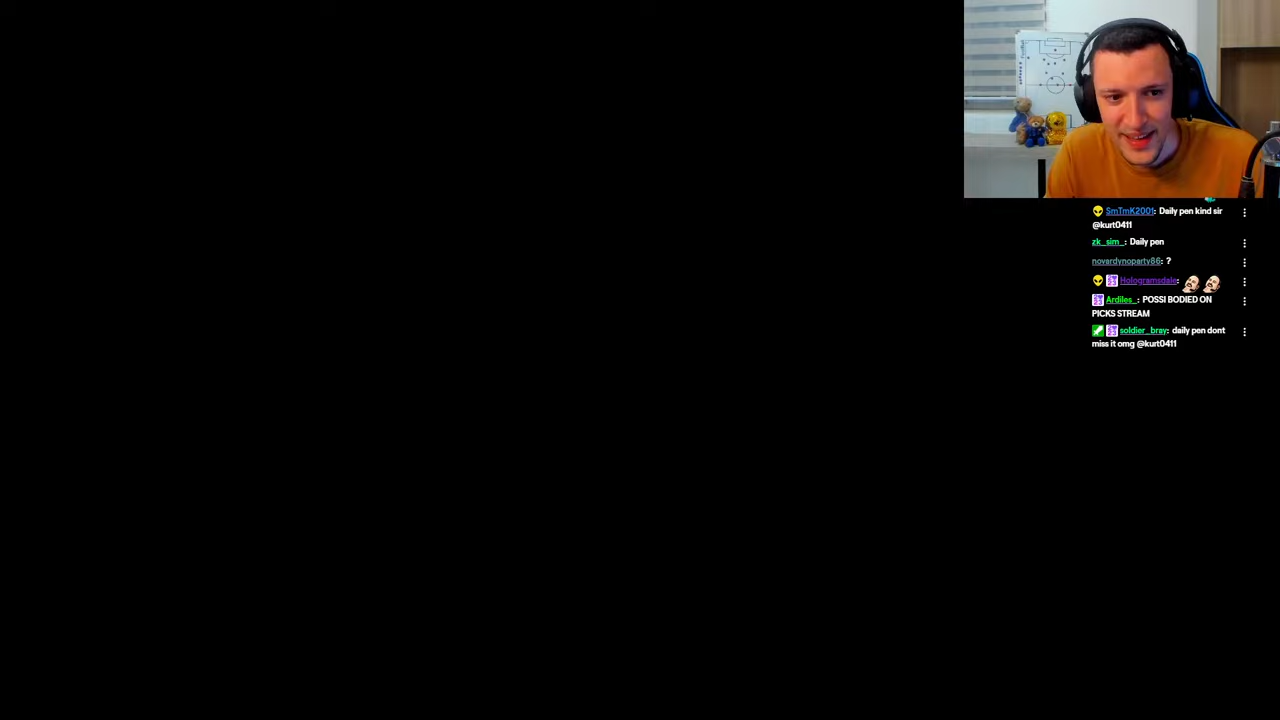 SmTmK2001: Daily pen kind sir
@kurt0411
zk_sim_: Daily pen
novardynoparty86: ?
Hologramsdale:
Ardiles_: POSSI BODIED ON
PICKS STREAM
soldier_bray: daily pen dont
miss it omg @kurt0411